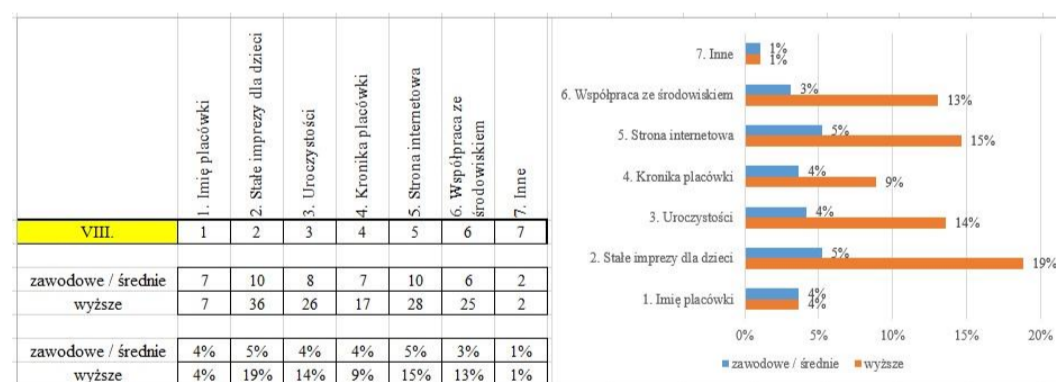 1. Imię placówki
2. Stałe imprezy dla dzieci
3. Uroczystości
4. Kronika placówki
5. Strona internetowa
6. Współpraca ze
środowiskiem
7. Inne
VIII. 1 2 3 4 5 6 7
zawodowe / średnie 7 10 8 7 10 6 2
wyższe 7 36 26 17 28 25 2
zawodowe / średnie 4% 5% 4% 4% 5% 3% 1%
wyższe 4% 19% 14% 9% 15% 13% 1%
7. Inne 1%
1%
6. Współpraca ze środowiskiem 3%
13%
5. Strona internetowa 5%
15%
4. Kronika placówki 4%
9%
3. Uroczystości 4%
14%
2. Stałe imprezy dla dzieci 5%
19%
1. Imię placówki 4%
4%
0% 5% 10% 15% 20%
zawodowe / średnie wyższe